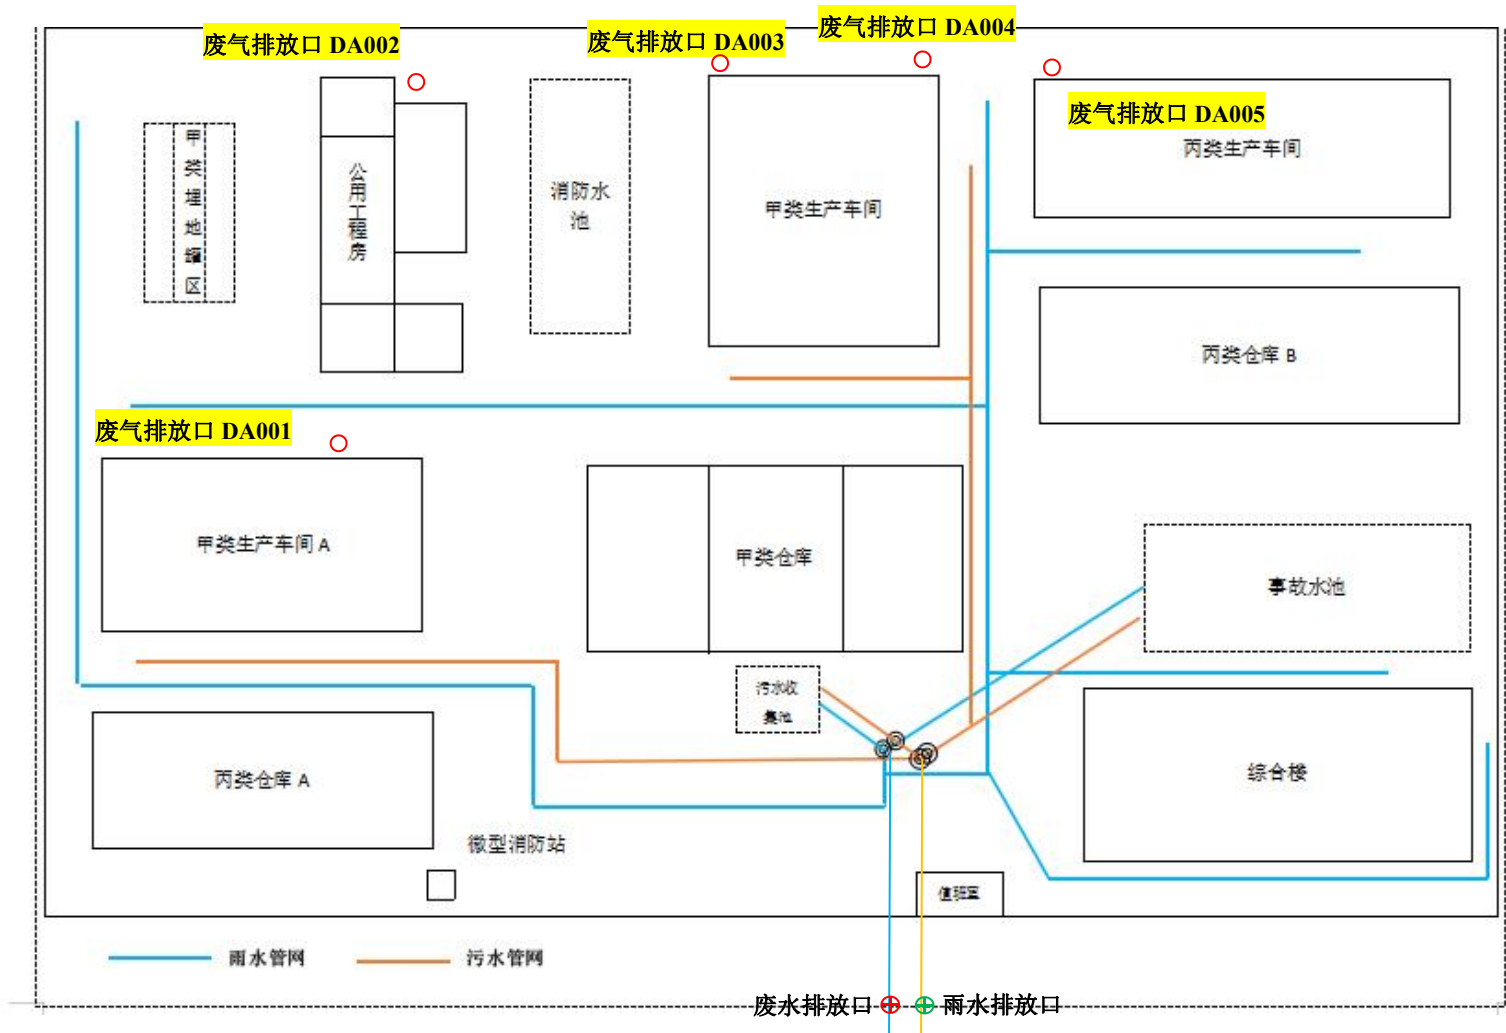 废气排放口 DA002
废气排放口 DA003
废气排放口 DA004
废气排放口 DA005
丙类生产车间
甲
类
埋
地
罐
区
公
用
工
程
房
消防水
池
甲类生产车间
丙类仓库 B
废气排放口 DA001
甲类生产车间 A
甲类仓库
事故水池
污水收
集池
丙类仓库 A
综合楼
微型消防站
值班室
雨水管网
污水管网
废水排放口
雨水排放口